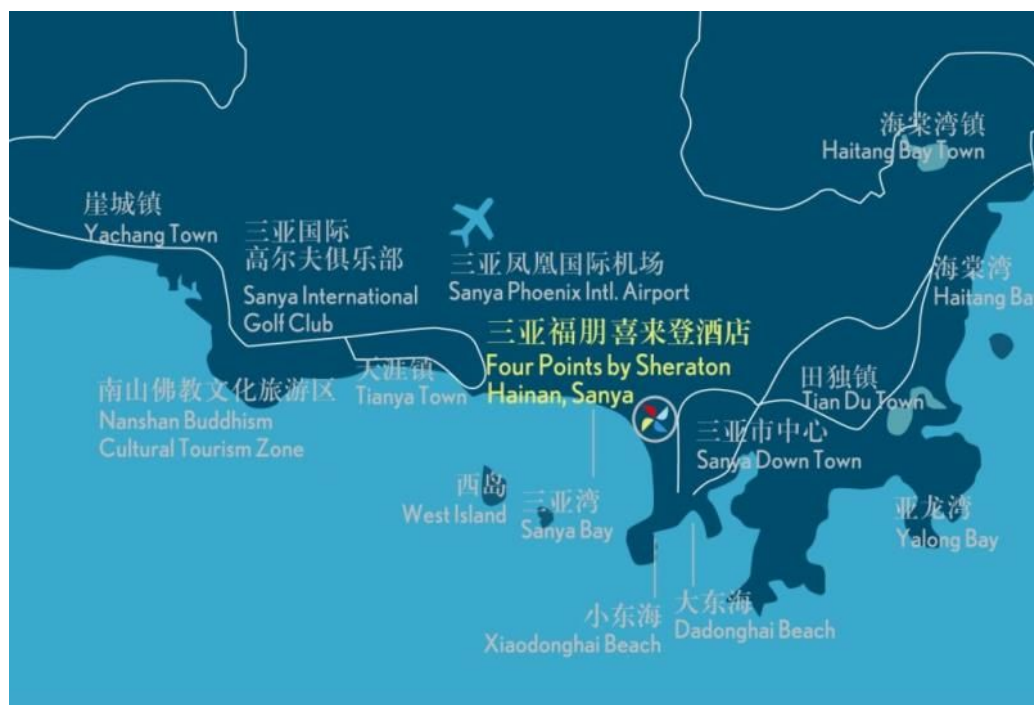 海棠湾镇
Haitang Bay Town
崖城镇
Yachang Town
三亚国际
高尔夫俱乐部
Sanya International
Golf Club
三亚凤凰国际机场
Sanya Phoenix Intl. Airport
海棠湾
Haitang Ba
三亚福朋喜来登酒店
Four Points by Sheraton
Hainan, Sanya
天涯镇
Tianya Town
田独镇
Tian Du Town
南山佛教文化旅游区
Nanshan Buddhism
Cultural Tourism Zone
三亚市中心
Sanya Down Town
西岛
West Island
三亚湾
Sanya Bay
亚龙湾
Yalong Bay
小东海
Xiaodonghai Beach
大东海
Dadonghai Beach